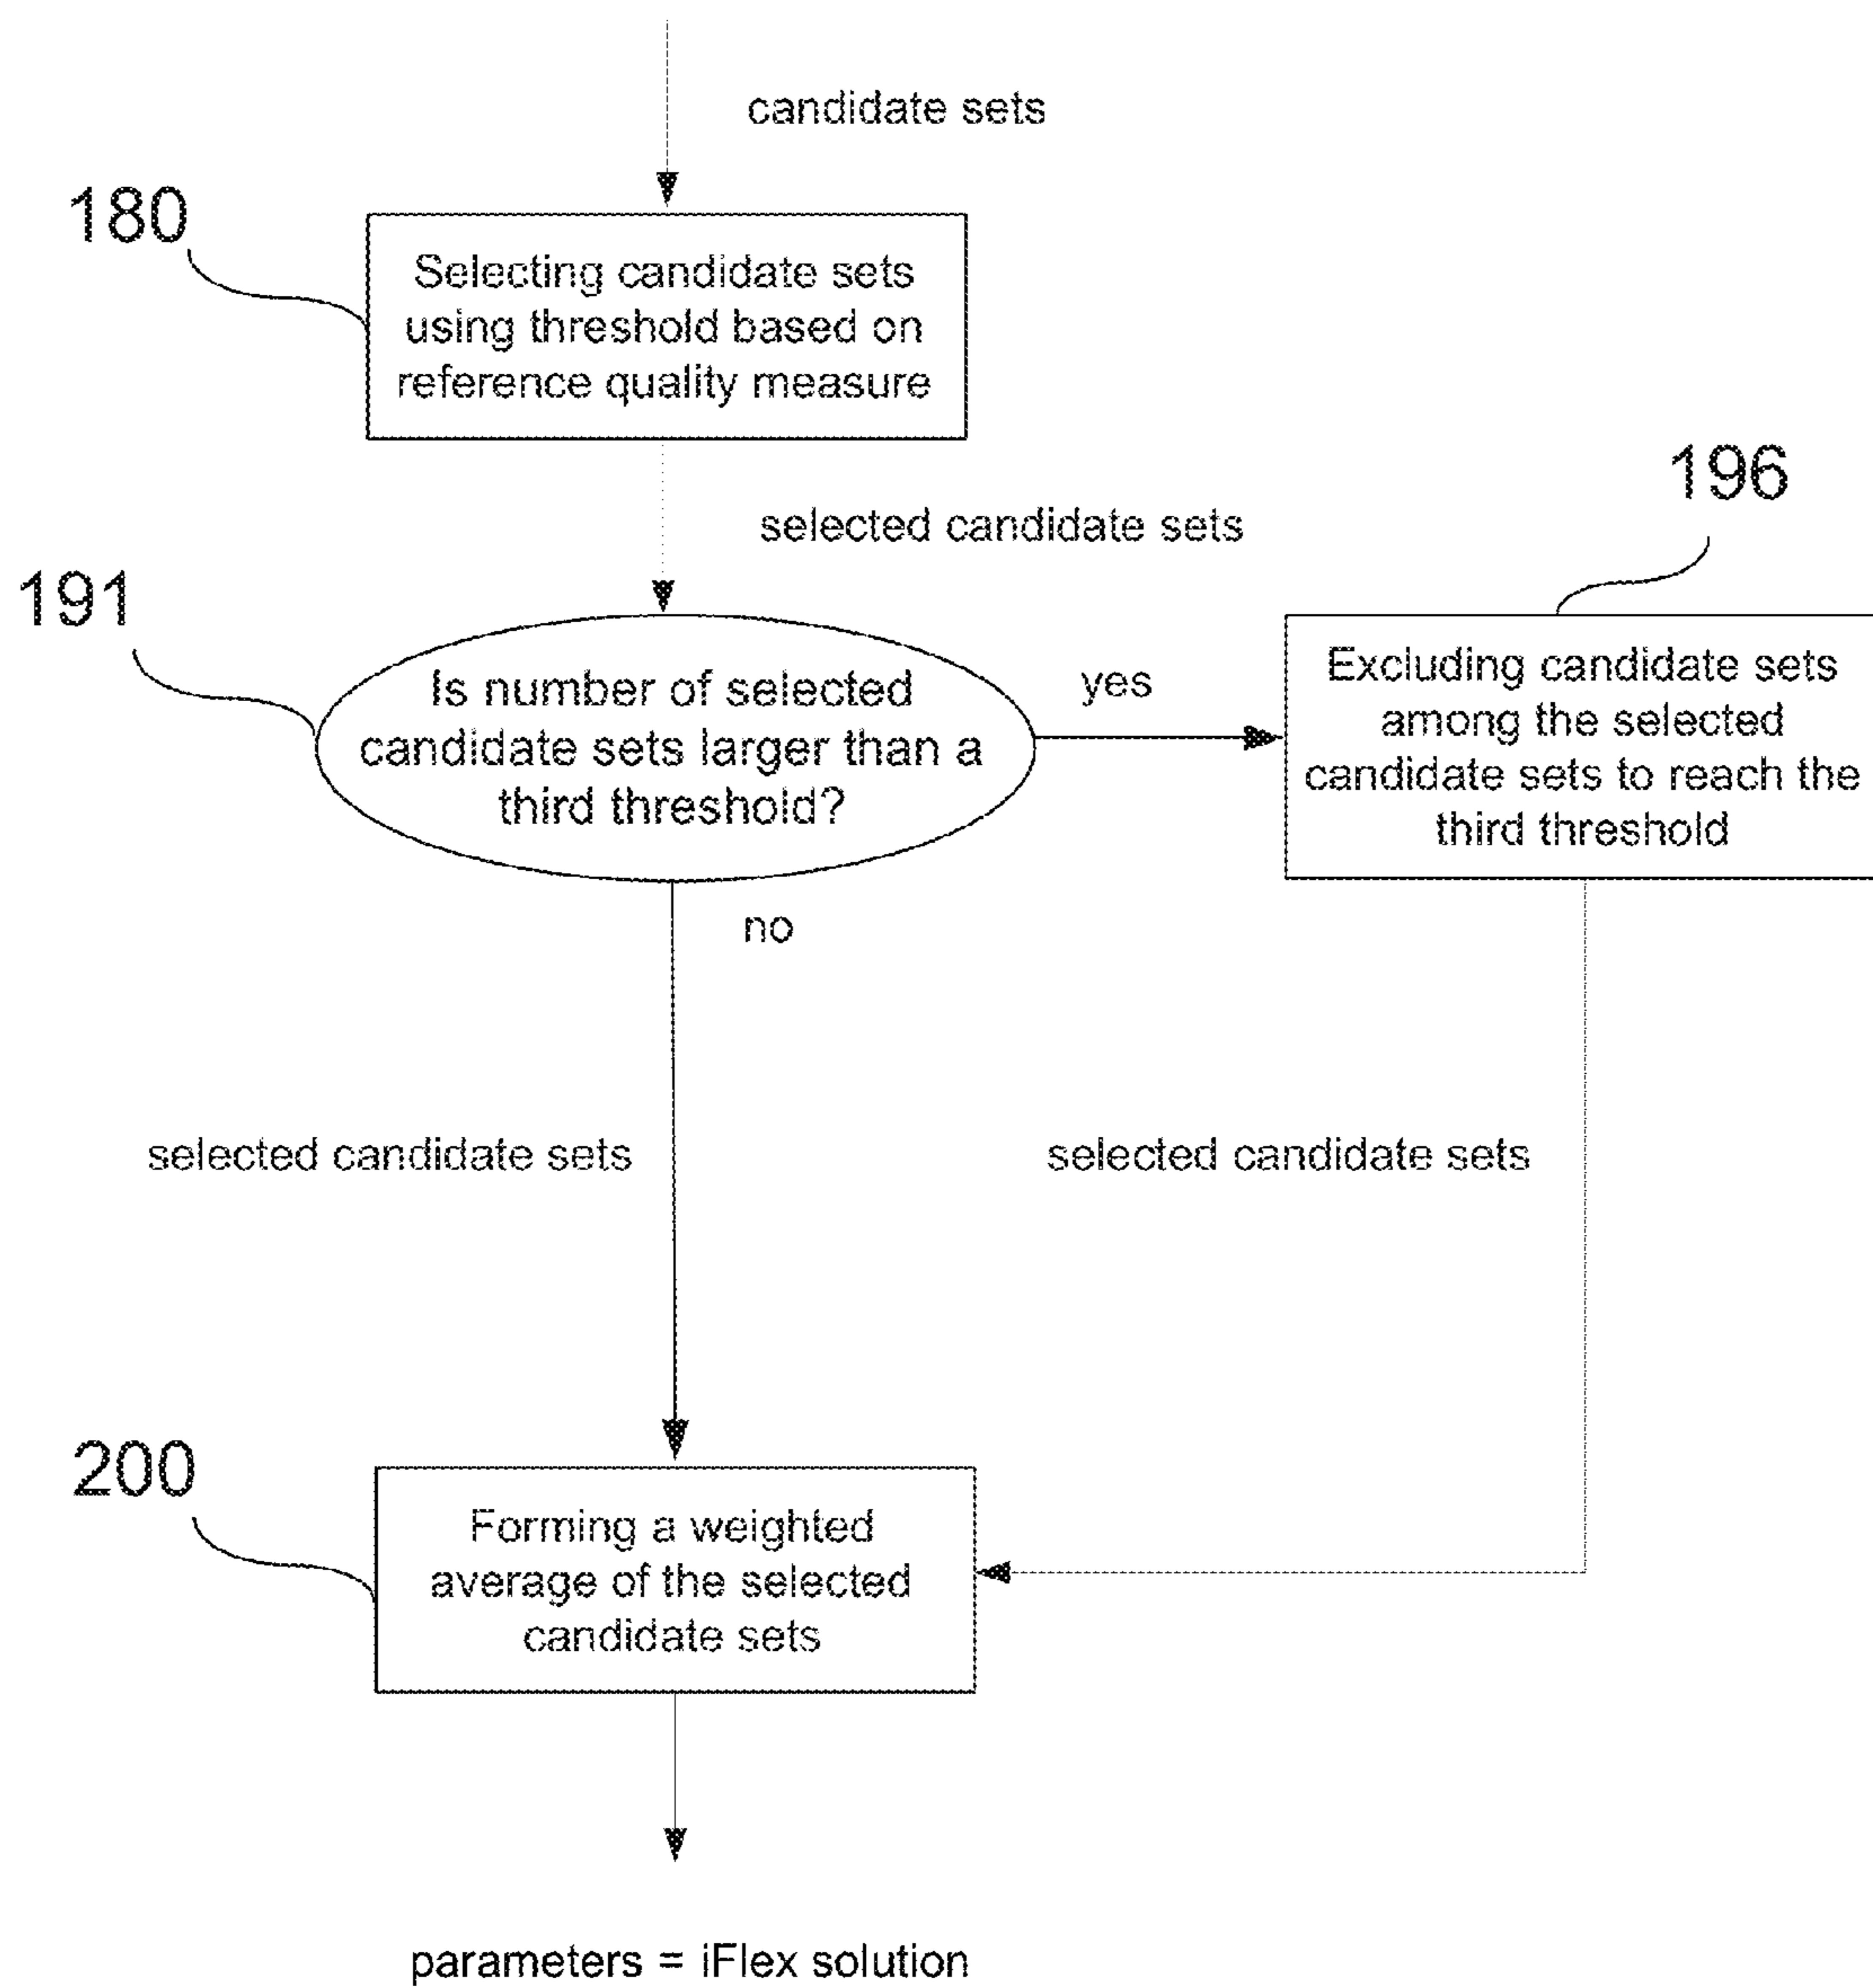 candidate sets
180
Selecting candidate sets
using threshold based on
reference quality measure
196
selected candidate sets
191
Is number of selected
candidate sets larger than a
third threshold?
yes
Excluding candidate sets
among the selected
candidate sets to reach the
third threshold
no
selected candidate sets
selected candidate sets
200
Forming a weighted
average of the selected
candidate sets
parameters = iFlex solution